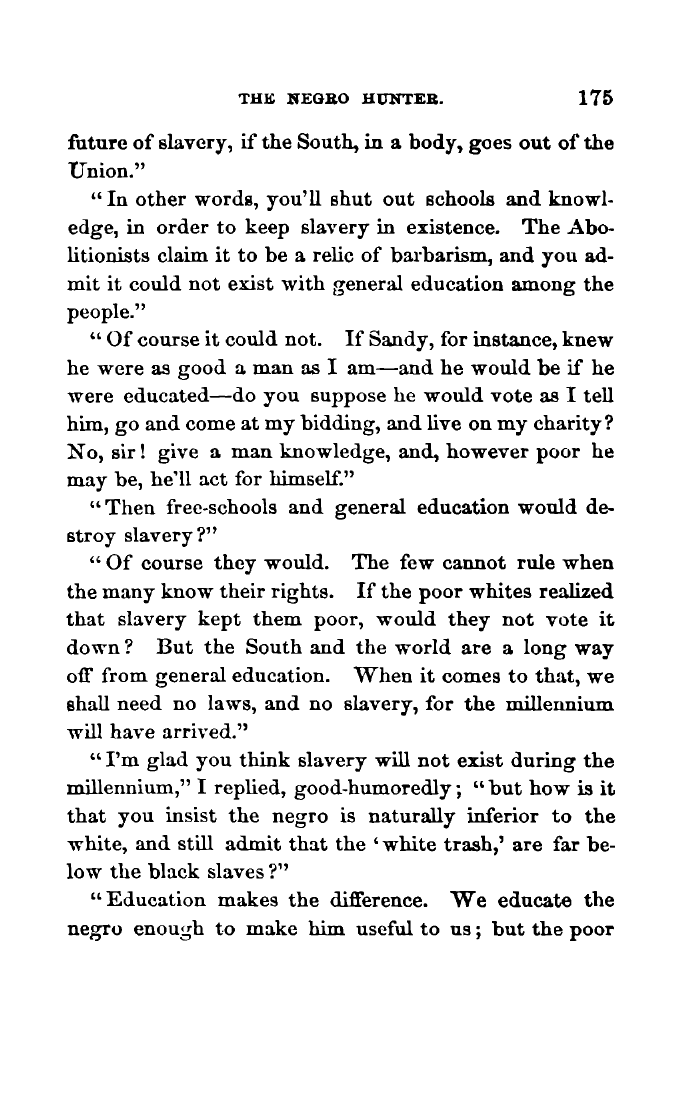 THE NEGRO HUNTER. 175
future of slavery, if the South, in a body, goes out of the
Union.”
“In other words, you’ll shut out schools and knowl-
edge, in order to keep slavery in existence. The Abo-
litionists claim it to be a relic of barbarism, and you ad-
mit it could not exist with general education among the
people.”
“Of course it could not. If Sandy, for instance, knew
he were as good a man as I am—and he would be if he
were educated—do you suppose he would vote as I tell
him, go and come at my bidding, and live on my charity?
No, sir! give a man knowledge, and, however poor he
may be, he’ll act for himself.”
“Then free-schools and general education would de-
stroy slavery?”
“Of course they would. The few cannot rule when
the many know their rights. If the poor whites realized
that slavery kept them poor, would they not vote it
down? But the South and the world are a long way
off from general education. When it comes to that, we
shall need no laws, and no slavery, for the millennium
will have arrived.”
“I’m glad you think slavery will not exist during the
millennium,” I replied, good-humoredly; “but how is it
that you insist the negro is naturally inferior to the
white, and still admit that the ‘white trash,’ are far be-
low the black slaves?”
“Education makes the difference. We educate the
negro enough to make him useful to us; but the poor